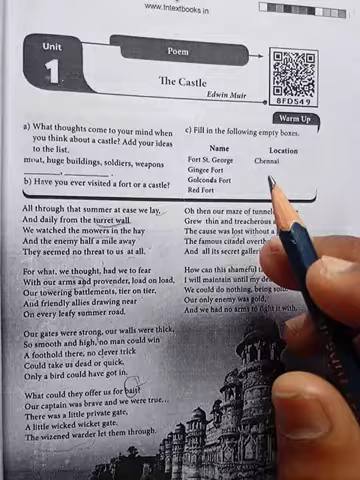 www.tntextbooks.in
Unit
1
Poem
The Castle
Edwin Muir
8FD549
Warm Up
a) What thoughts come to your mind when
you think about a castle? Add your ideas
to the list.
moat, huge buildings, soldiers, weapons
__________, __________.
b) Have you ever visited a fort or a castle?
c) Fill in the following empty boxes.
Name Location
Fort St. George Chennai
Gingee Fort
Golconda Fort
Red Fort
All through that summer at ease we lay,
And daily from the turret wall
We watched the mowers in the hay
And the enemy half a mile away
They seemed no threat to us at all.
For what, we thought, had we to fear
With our arms and provender, load on load,
Our towering battlements, tier on tier,
And friendly allies drawing near
On every leafy summer road.
Our gates were strong, our walls were thick,
So smooth and high, no man could win
A foothold there, no clever trick
Could take us dead or quick,
Only a bird could have got in.
What could they offer us for bait?
Our captain was brave and we were true...
There was a little private gate,
A little wicked wicket gate.
The wizened warder let them through.
Oh then our maze of tunneled
Grew thin and treacherous
The cause was lost without a
The famous citadel
And all its secret
How can this shameful
I will maintain until my
We could do nothing, being sold
Our only enemy was gold,
And we had no arms to fight it with.